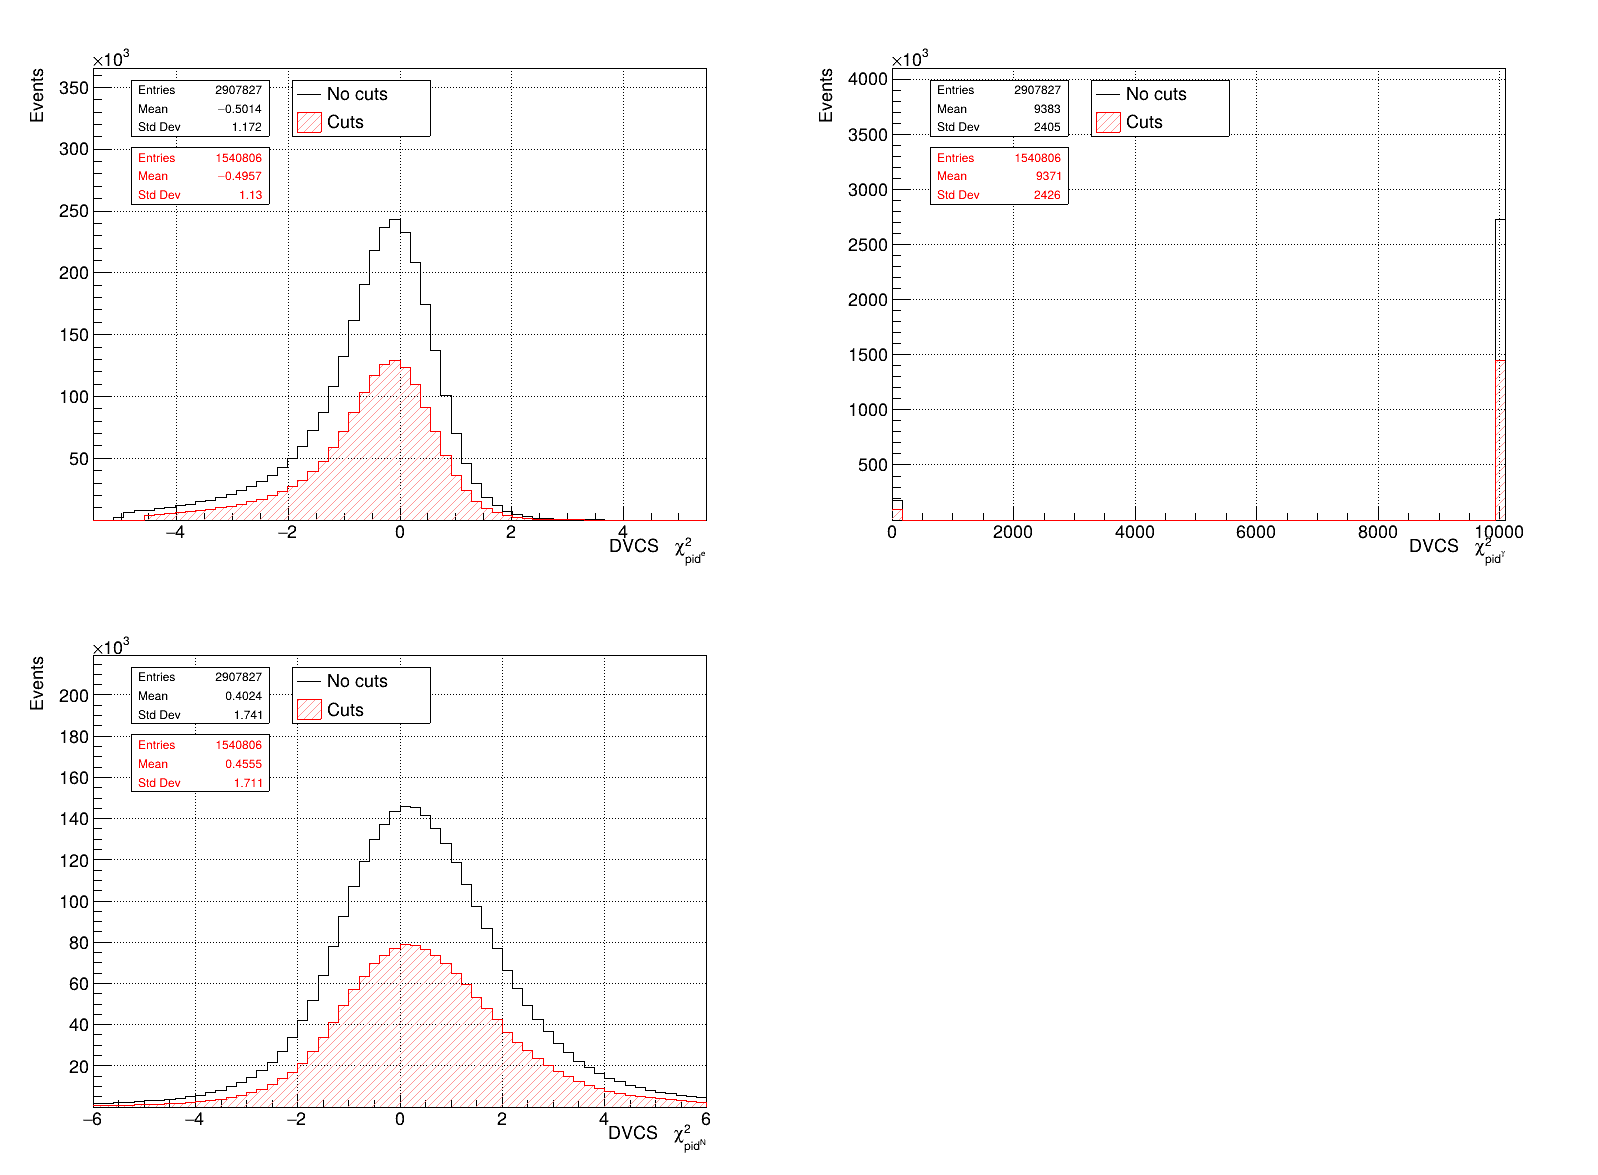 ×10³
Events
350
300
250
200
150
100
50
Entries 2907827
Mean −0.5014
Std Dev 1.172
Entries 1540806
Mean −0.4957
Std Dev 1.13
No cuts
Cuts
−4 −2 0 2 4
DVCS χ²pidᵉ
×10³
Events
4000
3500
3000
2500
2000
1500
1000
500
Entries 2907827
Mean 9383
Std Dev 2405
Entries 1540806
Mean 9371
Std Dev 2426
No cuts
Cuts
0 2000 4000 6000 8000 10000
DVCS χ²pidᵞ
×10³
Events
200
180
160
140
120
100
80
60
40
20
Entries 2907827
Mean 0.4024
Std Dev 1.741
Entries 1540806
Mean 0.4555
Std Dev 1.711
No cuts
Cuts
−6 −4 −2 0 2 4 6
DVCS χ²pidᴺ